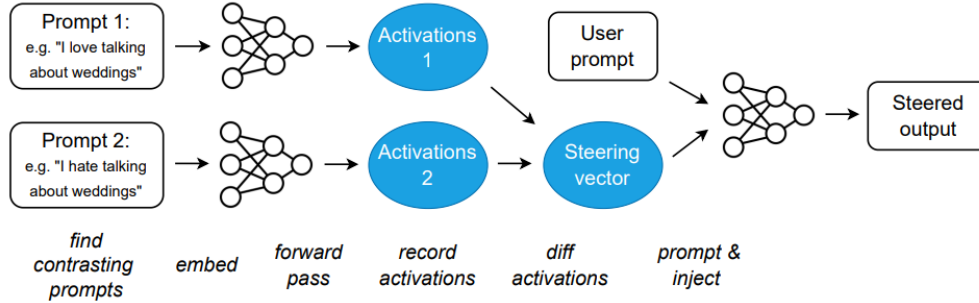 Prompt 1:
e.g. "I love talking
about weddings"
Activations
1
User
prompt
Steered
output
Prompt 2:
e.g. "I hate talking
about weddings"
Activations
2
Steering
vector
find
contrasting
prompts
embed
forward
pass
record
activations
diff
activations
prompt &
inject